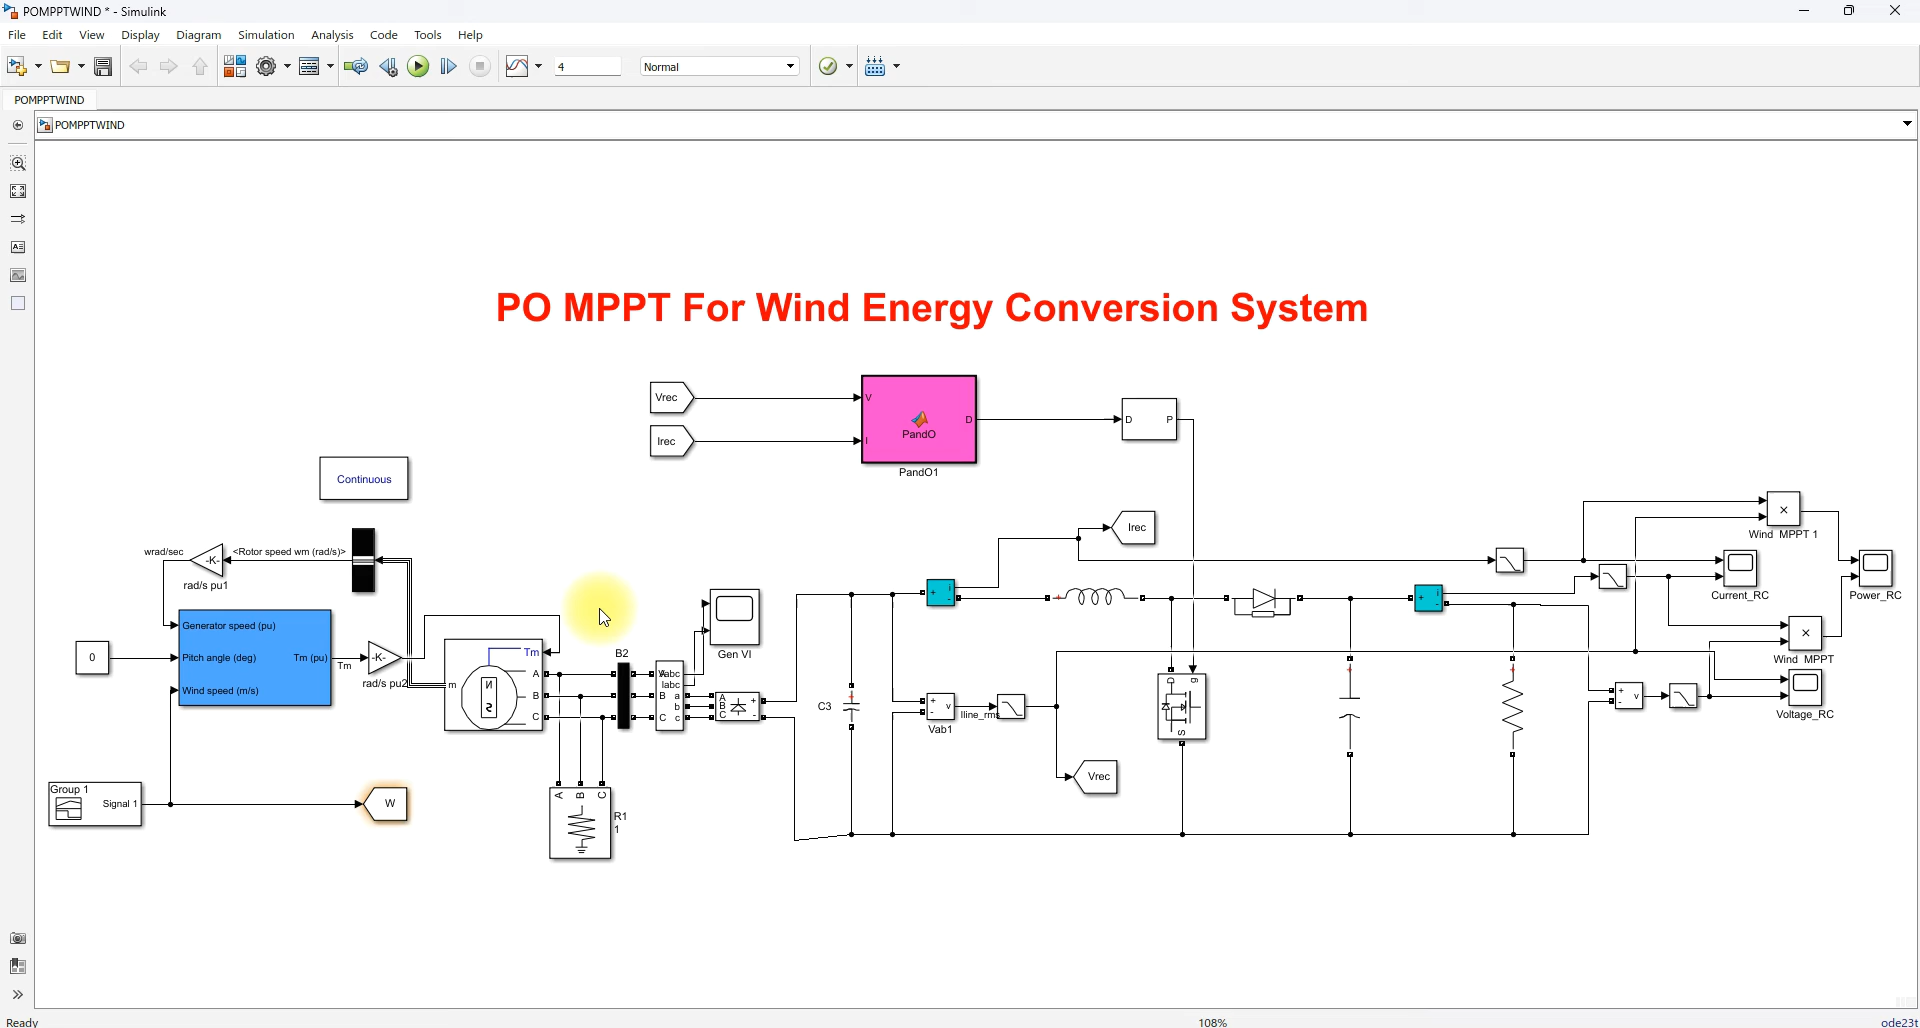 POMPPTWIND * - Simulink
File Edit View Display Diagram Simulation Analysis Code Tools Help
4 Normal
POMPPTWIND
POMPPTWIND
PO MPPT For Wind Energy Conversion System
Vrec
Irec
V
I
PandO
D
PandO1
D P
Continuous
wrad/sec
-K-
<Rotor speed wm (rad/s)>
rad/s pu1
Generator speed (pu)
0
Pitch angle (deg)
Tm (pu)
Wind speed (m/s)
Tm
-K-
rad/s pu2
Group 1
Signal 1
W
m
Tm
N
S
A
B
C
B2
A B C
R1
1
Vabc
Iabc
B a
b
C c
Gen VI
A
B
C
+
-
C3
+
+ i
-
Irec
+
+
-
v
Vab1
Iline_rms
Vrec
D
g
S
+
+
+ i
-
+
-
v
×
Wind MPPT 1
Current_RC
Power_RC
×
Wind MPPT
Voltage_RC
Ready
108%
ode23t